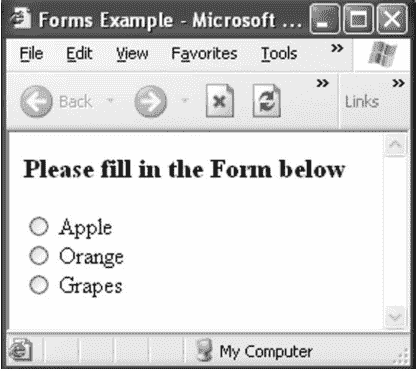 Forms Example - Microsoft ...
File Edit View Favorites Tools »
Back » Links »
Please fill in the Form below
Apple
Orange
Grapes
My Computer